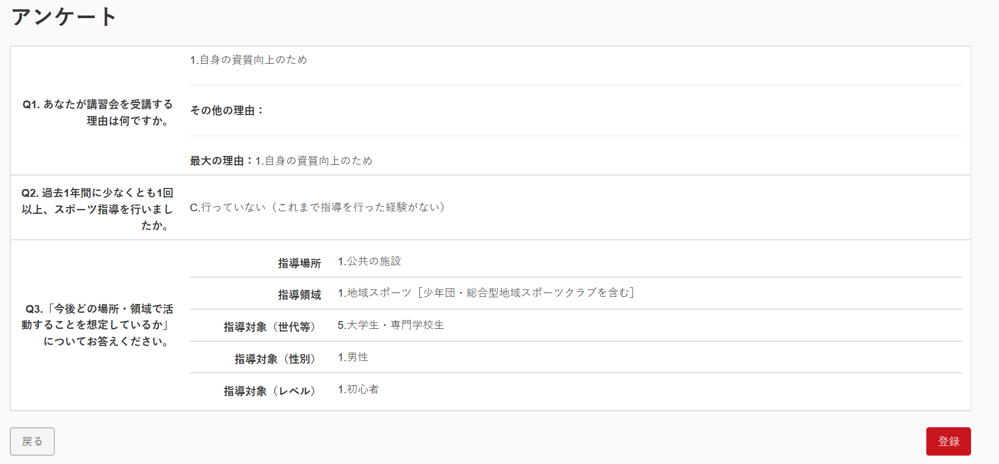 アンケート
Q1. あなたが講習会を受講する
理由は何ですか。
1.自身の資質向上のため
その他の理由：
最大の理由：1.自身の資質向上のため
Q2. 過去1年間に少なくとも1回
以上、スポーツ指導を行いまし
たか。
C.行っていない（これまで指導を行った経験がない）
Q3.「今後どの場所・領域で活
動することを想定しているか」
についてお答えください。
指導場所 1.公共の施設
指導領域 1.地域スポーツ［少年団・総合型地域スポーツクラブを含む］
指導対象（世代等） 5.大学生・専門学校生
指導対象（性別） 1.男性
指導対象（レベル） 1.初心者
戻る
登録